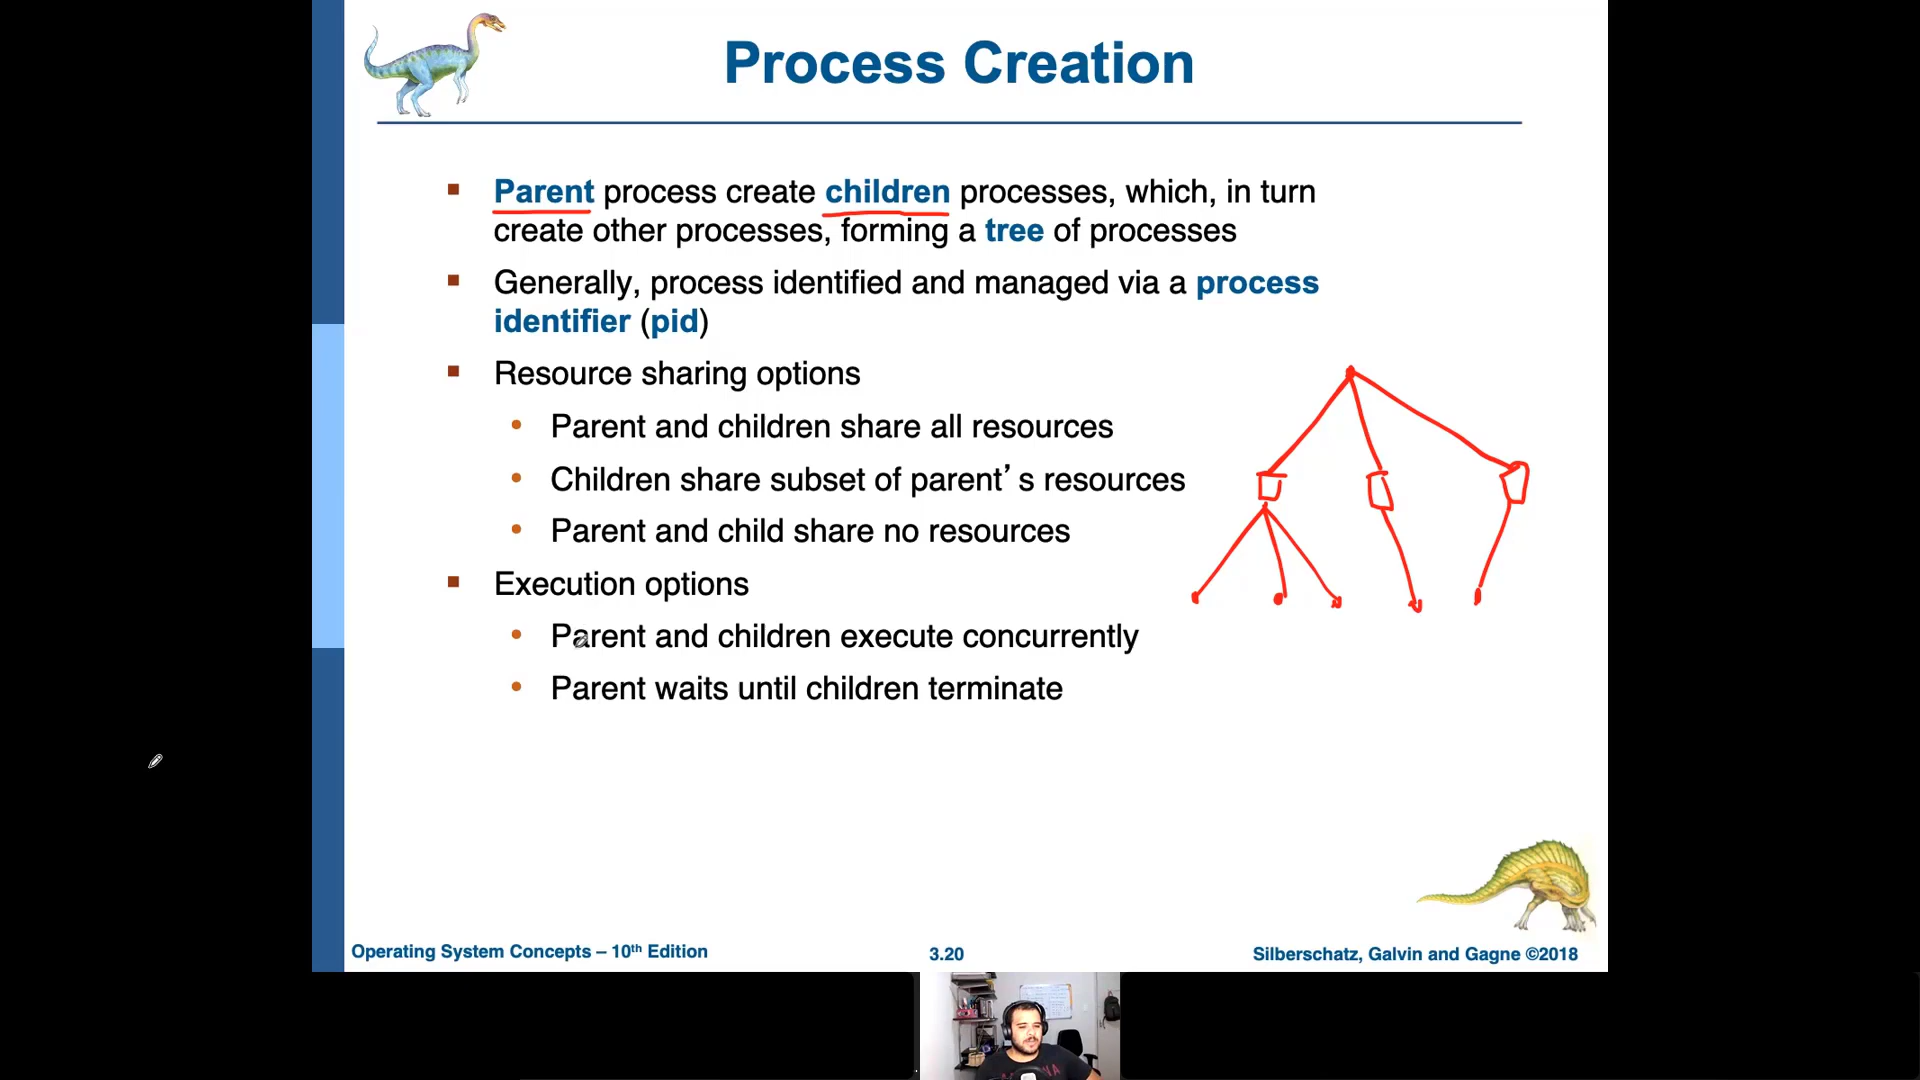 Process Creation
Parent process create children processes, which, in turn
create other processes, forming a tree of processes
Generally, process identified and managed via a process
identifier (pid)
Resource sharing options
Parent and children share all resources
Children share subset of parent’s resources
Parent and child share no resources
Execution options
Parent and children execute concurrently
Parent waits until children terminate
Operating System Concepts – 10th Edition
3.20
Silberschatz, Galvin and Gagne ©2018